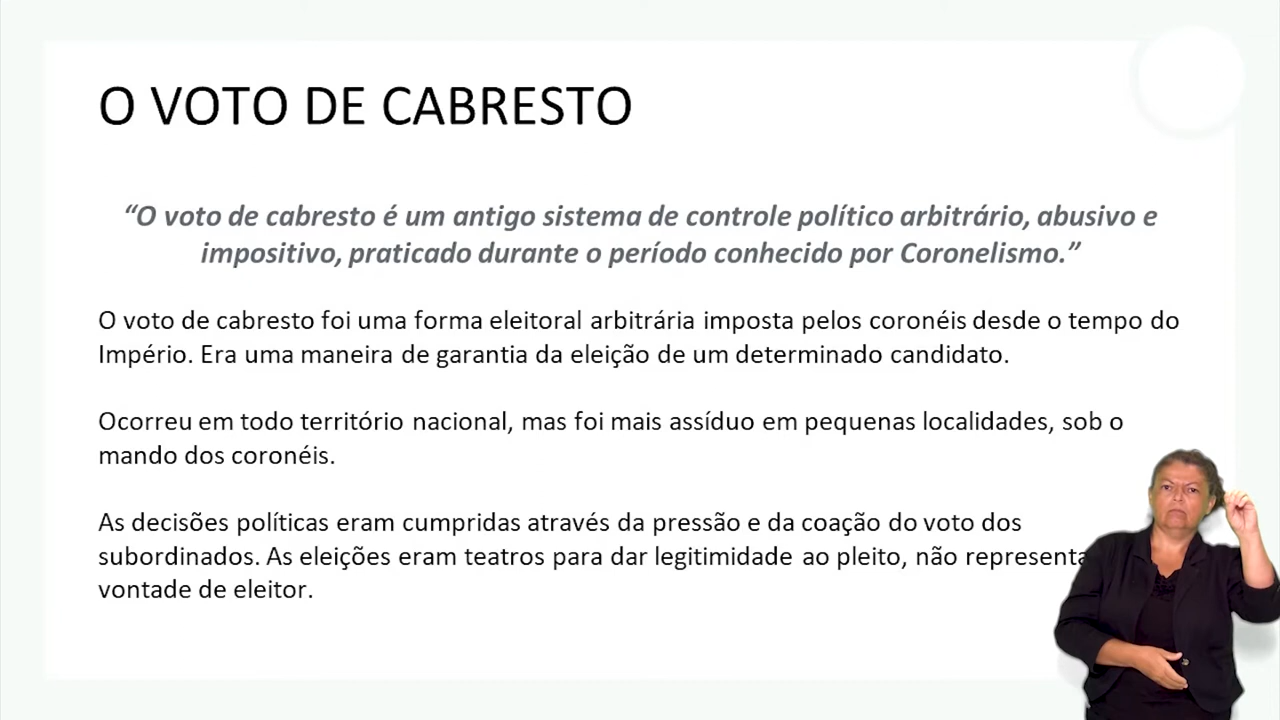 O VOTO DE CABRESTO
“O voto de cabresto é um antigo sistema de controle político arbitrário, abusivo e
impositivo, praticado durante o período conhecido por Coronelismo.”
O voto de cabresto foi uma forma eleitoral arbitrária imposta pelos coronéis desde o tempo do
Império. Era uma maneira de garantia da eleição de um determinado candidato.
Ocorreu em todo território nacional, mas foi mais assíduo em pequenas localidades, sob o
mando dos coronéis.
As decisões políticas eram cumpridas através da pressão e da coação do voto dos
subordinados. As eleições eram teatros para dar legitimidade ao pleito, não
vontade de eleitor.